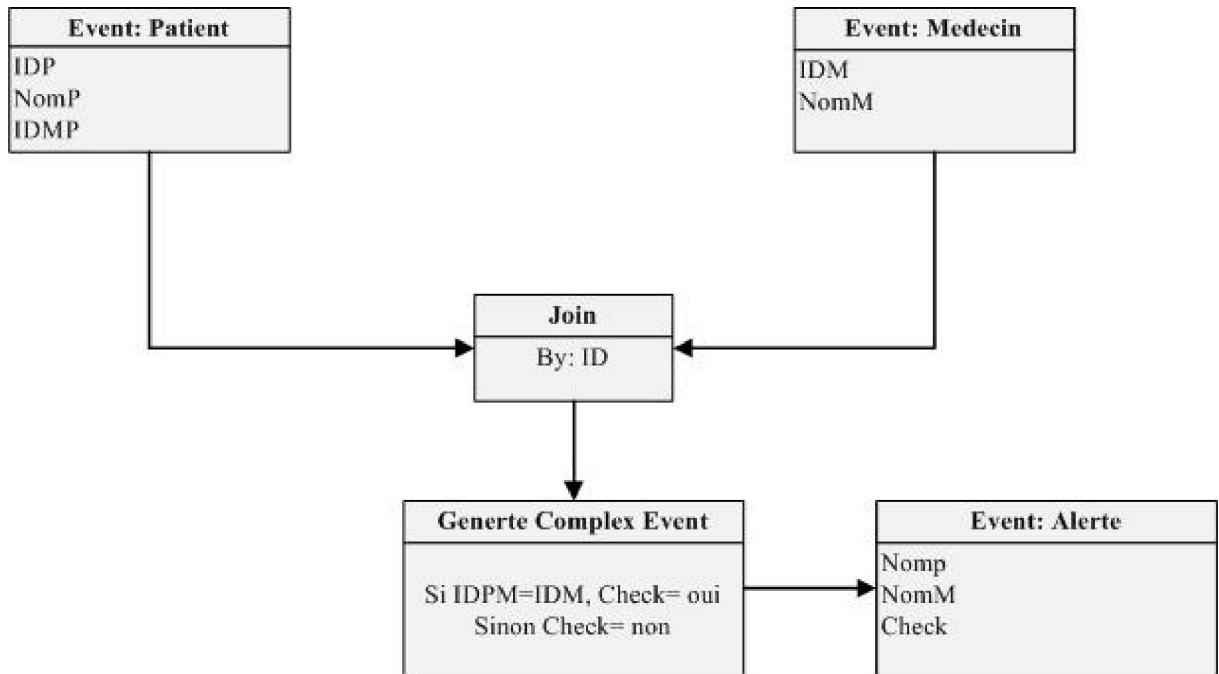 Event: Patient
IDP
NomP
IDMP
Event: Medecin
IDM
NomM
Join
By: ID
Generte Complex Event
Si IDPM=IDM, Check= oui
Sinon Check= non
Event: Alerte
Nomp
NomM
Check